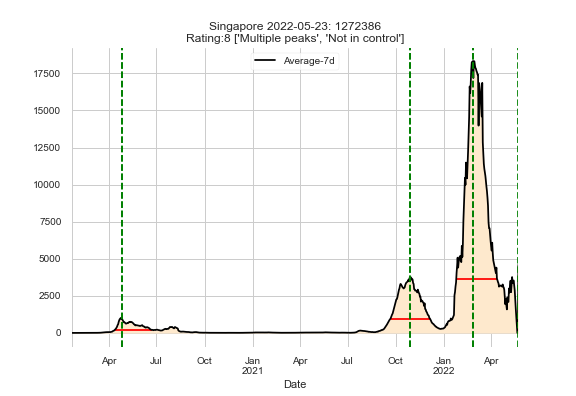 Singapore 2022-05-23: 1272386
Rating:8 ['Multiple peaks', 'Not in control']
Average-7d
17500
15000
12500
10000
7500
5000
2500
0
Apr Jul Oct Jan Apr Jul Oct Jan Apr
2021 2022
Date